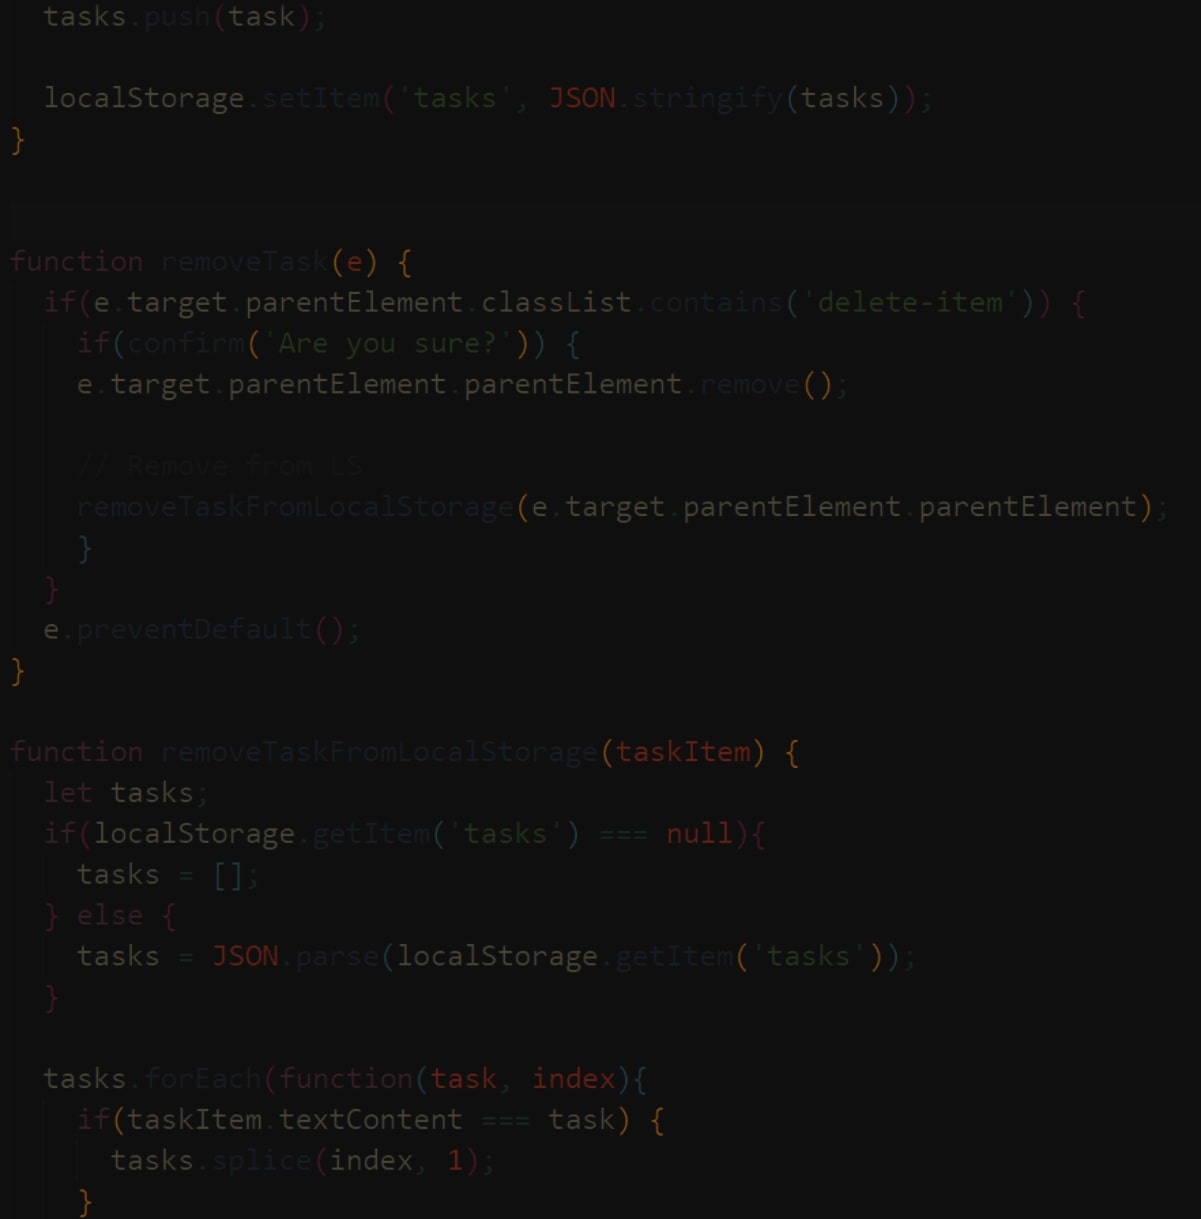 tasks.push(task);
localStorage.setItem('tasks', JSON.stringify(tasks));
}
function removeTask(e) {
if(e.target.parentElement.classList.contains('delete-item')) {
if(confirm('Are you sure?')) {
e.target.parentElement.parentElement.remove();
// Remove from LS
removeTaskFromLocalStorage(e.target.parentElement.parentElement);
}
}
e.preventDefault();
}
function removeTaskFromLocalStorage(taskItem) {
let tasks;
if(localStorage.getItem('tasks') === null){
tasks = [];
} else {
tasks = JSON.parse(localStorage.getItem('tasks'));
}
tasks.forEach(function(task, index){
if(taskItem.textContent === task) {
tasks.splice(index, 1);
}